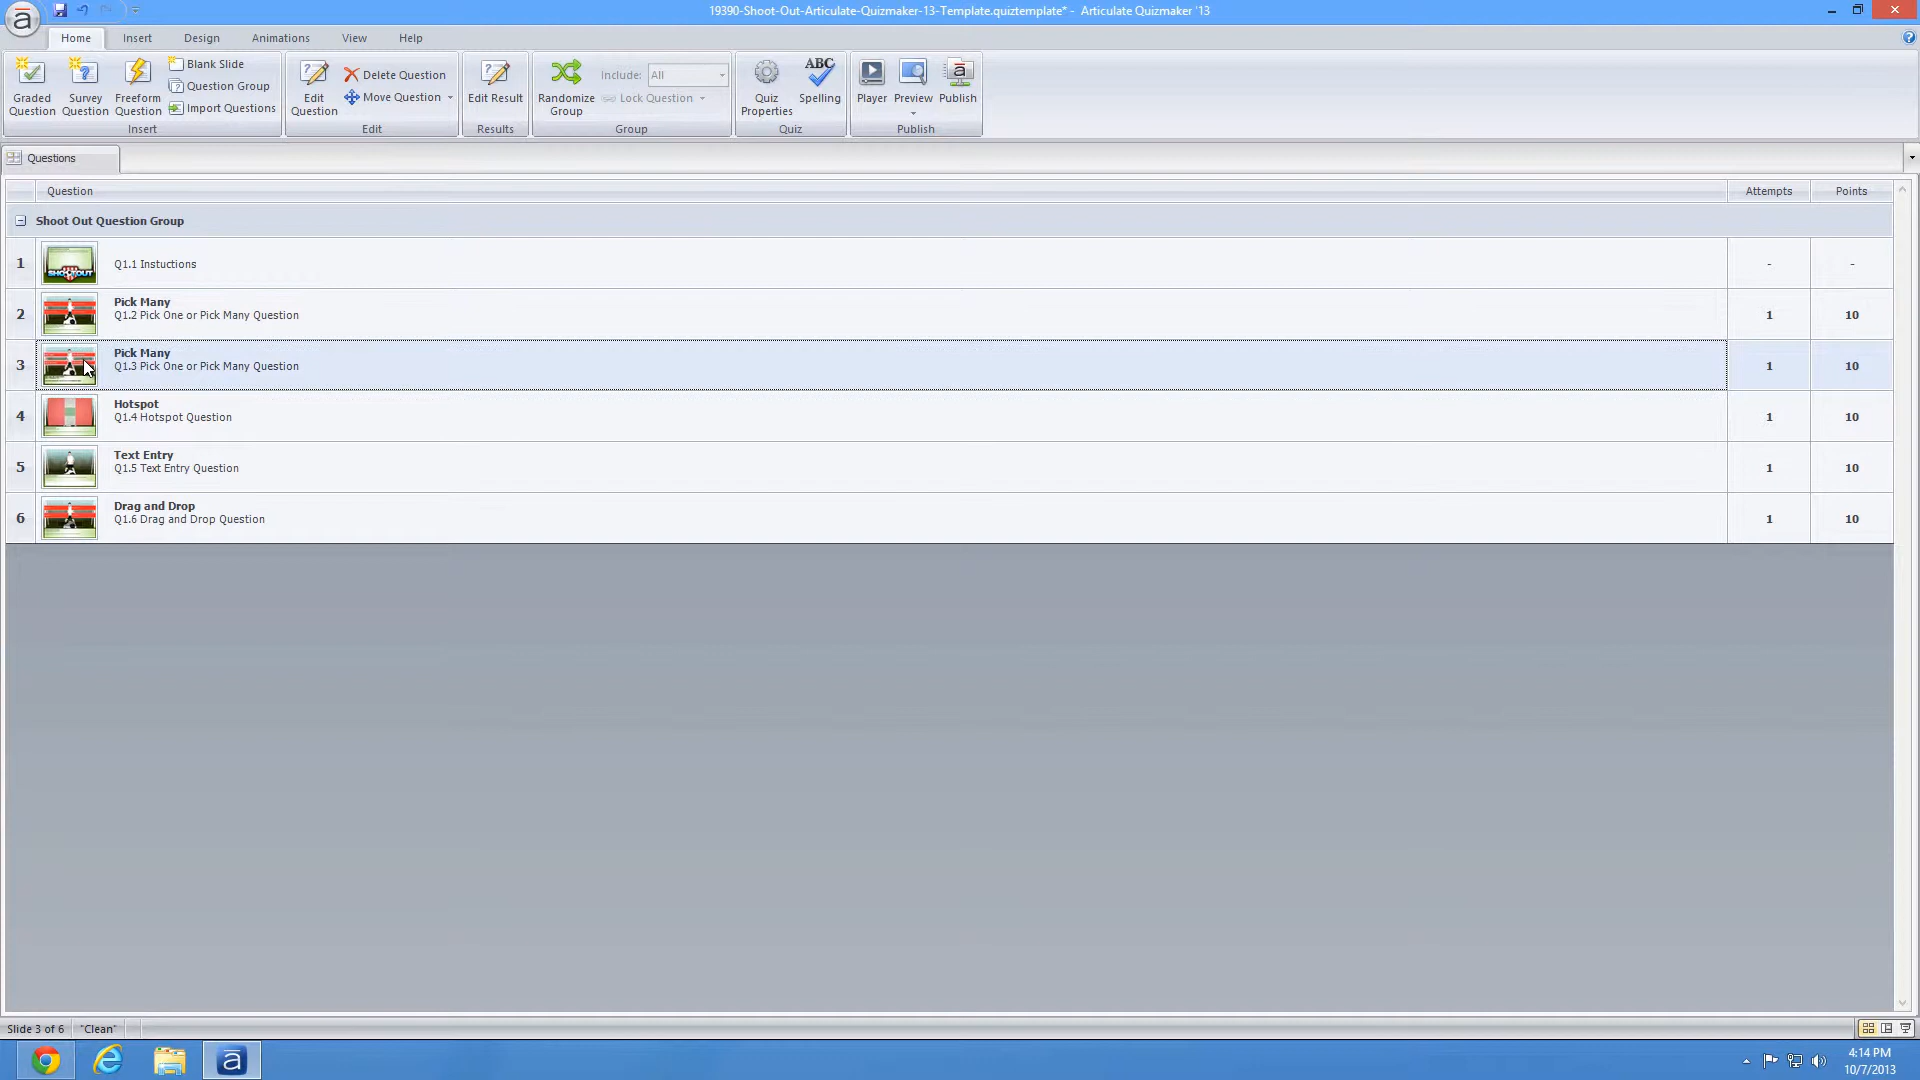 19390-Shoot-Out-Articulate-Quizmaker-13-Template.quiztemplate* - Articulate Quizmaker '13
Home Insert Design Animations View Help
Graded Question
Survey Question
Freeform Question
Blank Slide
Question Group
Import Questions
Insert
Edit Question
Delete Question
Move Question
Edit
Edit Result
Results
Randomize Group
Include: All
Lock Question
Group
Quiz Properties
ABC
Spelling
Quiz
Player
Preview
Publish
Publish
Questions
Question Attempts Points
Shoot Out Question Group
1 Q1.1 Instuctions - -
SHOOTOUT
Pick Many
2 Q1.2 Pick One or Pick Many Question 1 10
Pick Many
3 Q1.3 Pick One or Pick Many Question 1 10
Hotspot
4 Q1.4 Hotspot Question 1 10
Text Entry
5 Q1.5 Text Entry Question 1 10
Drag and Drop
6 Q1.6 Drag and Drop Question 1 10
Slide 3 of 6 "Clean"
4:14 PM
10/7/2013